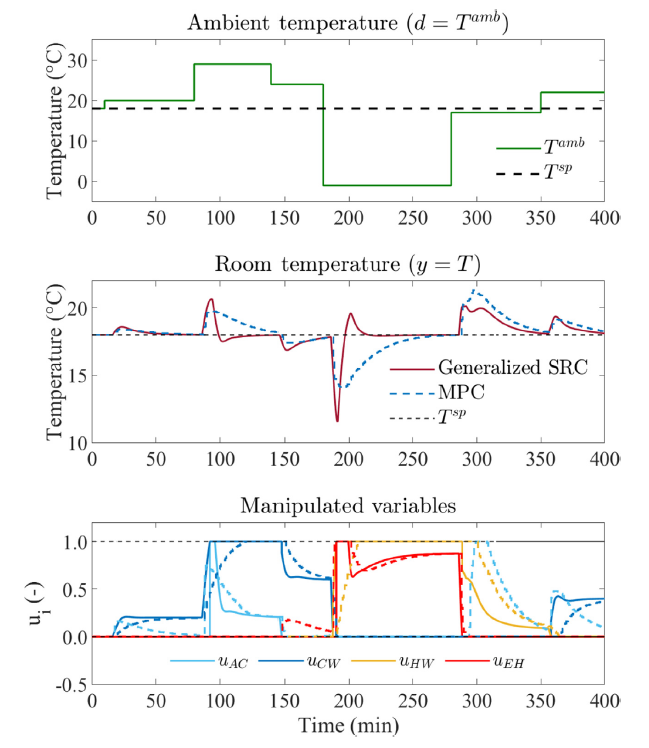 Ambient temperature (d = T^amb)
Temperature (°C)
30
20
10
0
T^amb
T^sp
0 50 100 150 200 250 300 350 400
Room temperature (y = T)
Temperature (°C)
20
15
10
Generalized SRC
MPC
T^sp
0 50 100 150 200 250 300 350 400
Manipulated variables
u_i (-)
1.0
0.5
0.0
-0.5
u_AC u_CW u_HW u_EH
0 50 100 150 200 250 300 350 400
Time (min)